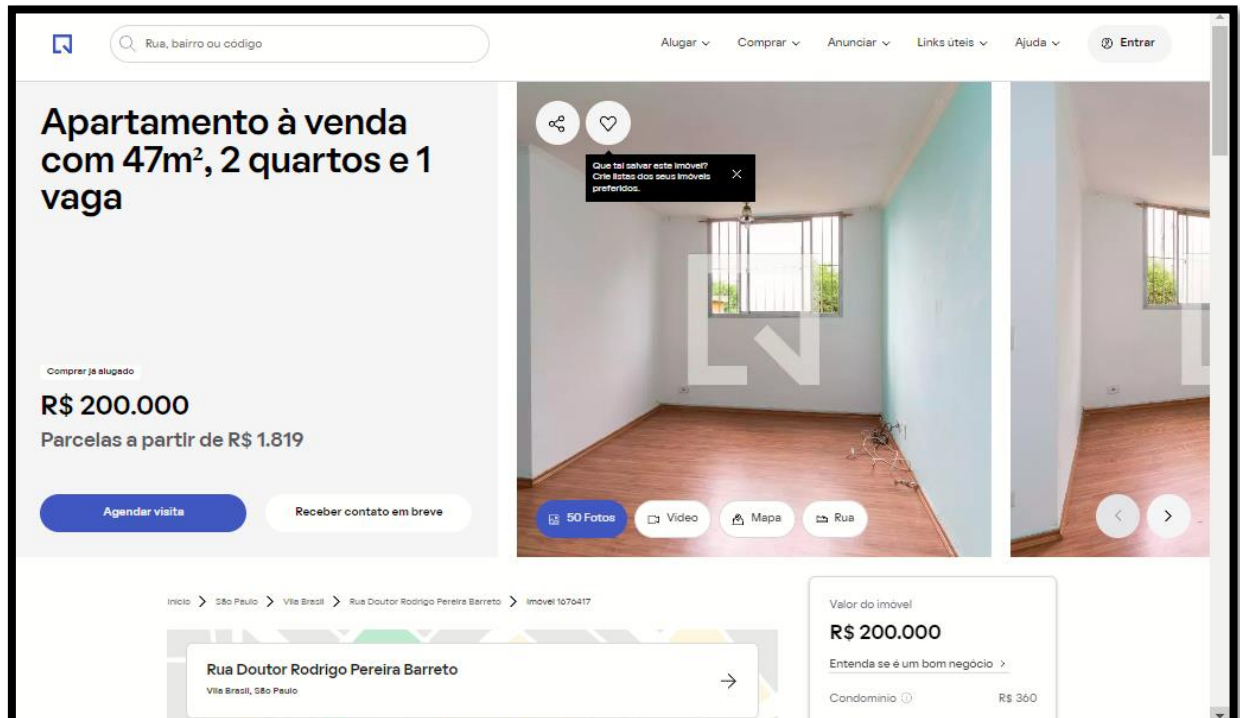 Rua, bairro ou código
Alugar
Comprar
Anunciar
Links úteis
Ajuda
Entrar
Apartamento à venda
com 47m², 2 quartos e 1
vaga
Que tal salvar este imóvel?
Crie listas dos seus imóveis
preferidos.
Comprar já alugado
R$ 200.000
Parcelas a partir de R$ 1.819
Agendar visita
Receber contato em breve
50 Fotos
Vídeo
Mapa
Rua
Início
São Paulo
Vila Brasil
Rua Doutor Rodrigo Pereira Barreto
Imóvel 1676417
Rua Doutor Rodrigo Pereira Barreto
Vila Brasil, São Paulo
Valor do imóvel
R$ 200.000
Entenda se é um bom negócio
Condomínio R$ 360